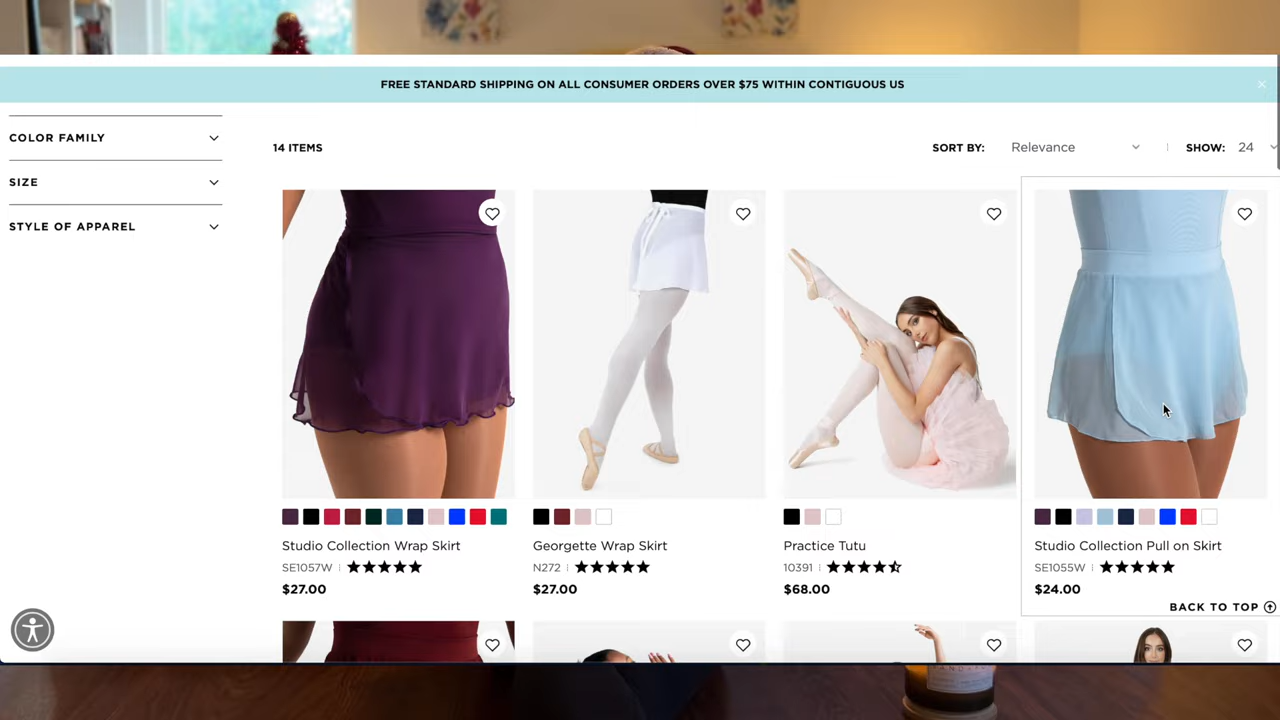 FREE STANDARD SHIPPING ON ALL CONSUMER ORDERS OVER $75 WITHIN CONTIGUOUS US
COLOR FAMILY
SIZE
STYLE OF APPAREL
14 ITEMS
SORT BY: Relevance
SHOW: 24
Studio Collection Wrap Skirt
SE1057W
$27.00
Georgette Wrap Skirt
N272
$27.00
Practice Tutu
10391
$68.00
Studio Collection Pull on Skirt
SE1055W
$24.00
BACK TO TOP